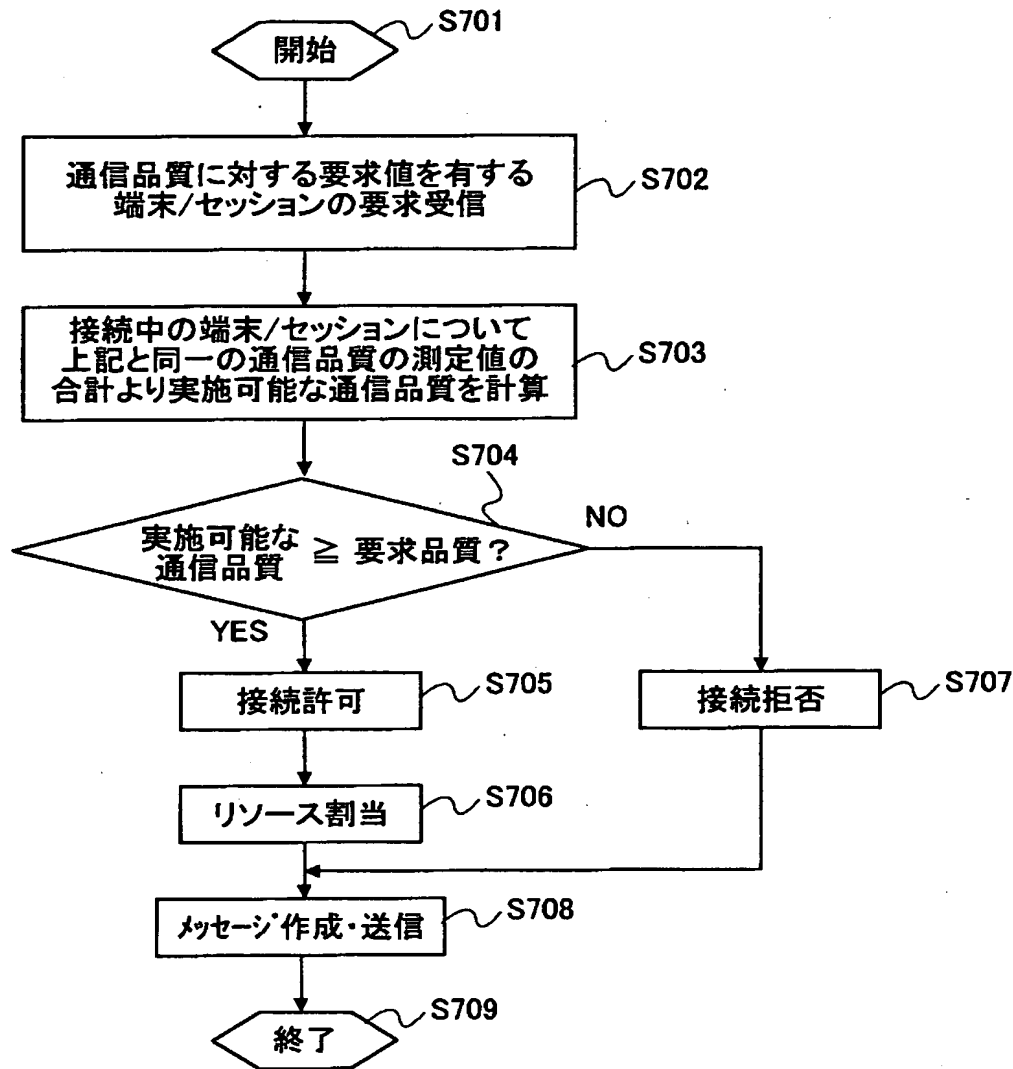 開始
S701
通信品質に対する要求値を有する
端末/セッションの要求受信
S702
接続中の端末/セッションについて
上記と同一の通信品質の測定値の
合計より実施可能な通信品質を計算
S703
S704
実施可能な
通信品質 ≧ 要求品質?
NO
YES
接続許可
S705
接続拒否
S707
リソース割当
S706
メッセージ作成・送信
S708
終了
S709